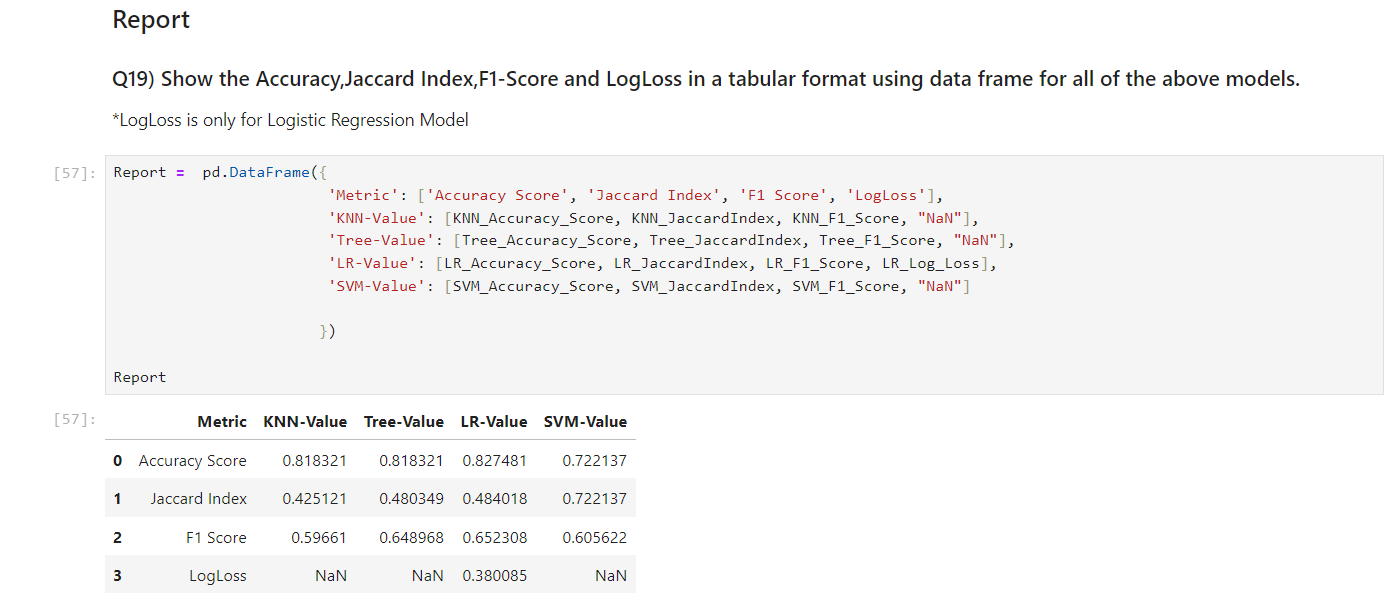 Report
Q19) Show the Accuracy,Jaccard Index,F1-Score and LogLoss in a tabular format using data frame for all of the above models.
*LogLoss is only for Logistic Regression Model
[57]: Report = pd.DataFrame({
'Metric': ['Accuracy Score', 'Jaccard Index', 'F1 Score', 'LogLoss'],
'KNN-Value': [KNN_Accuracy_Score, KNN_JaccardIndex, KNN_F1_Score, "NaN"],
'Tree-Value': [Tree_Accuracy_Score, Tree_JaccardIndex, Tree_F1_Score, "NaN"],
'LR-Value': [LR_Accuracy_Score, LR_JaccardIndex, LR_F1_Score, LR_Log_Loss],
'SVM-Value': [SVM_Accuracy_Score, SVM_JaccardIndex, SVM_F1_Score, "NaN"]
})
Report
[57]: Metric KNN-Value Tree-Value LR-Value SVM-Value
0 Accuracy Score 0.818321 0.818321 0.827481 0.722137
1 Jaccard Index 0.425121 0.480349 0.484018 0.722137
2 F1 Score 0.59661 0.648968 0.652308 0.605622
3 LogLoss NaN NaN 0.380085 NaN